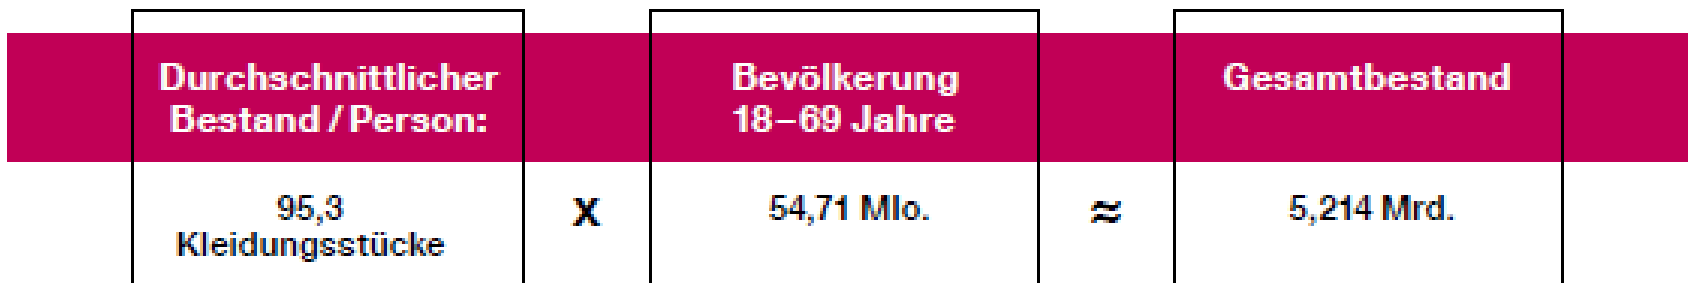 Durchschnittlicher
Bestand / Person:
Bevölkerung
18–69 Jahre
Gesamtbestand
95,3
Kleidungsstücke
x
54,71 Mio.
≈
5,214 Mrd.